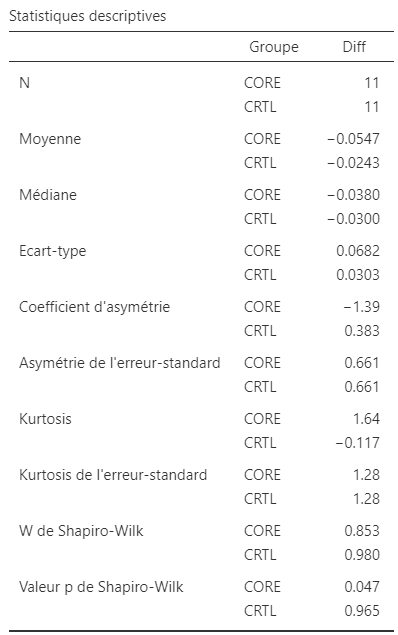 Statistiques descriptives
Groupe Diff
N CORE 11
CRTL 11
Moyenne CORE −0.0547
CRTL −0.0243
Médiane CORE −0.0380
CRTL −0.0300
Ecart-type CORE 0.0682
CRTL 0.0303
Coefficient d'asymétrie CORE −1.39
CRTL 0.383
Asymétrie de l'erreur-standard CORE 0.661
CRTL 0.661
Kurtosis CORE 1.64
CRTL −0.117
Kurtosis de l'erreur-standard CORE 1.28
CRTL 1.28
W de Shapiro-Wilk CORE 0.853
CRTL 0.980
Valeur p de Shapiro-Wilk CORE 0.047
CRTL 0.965